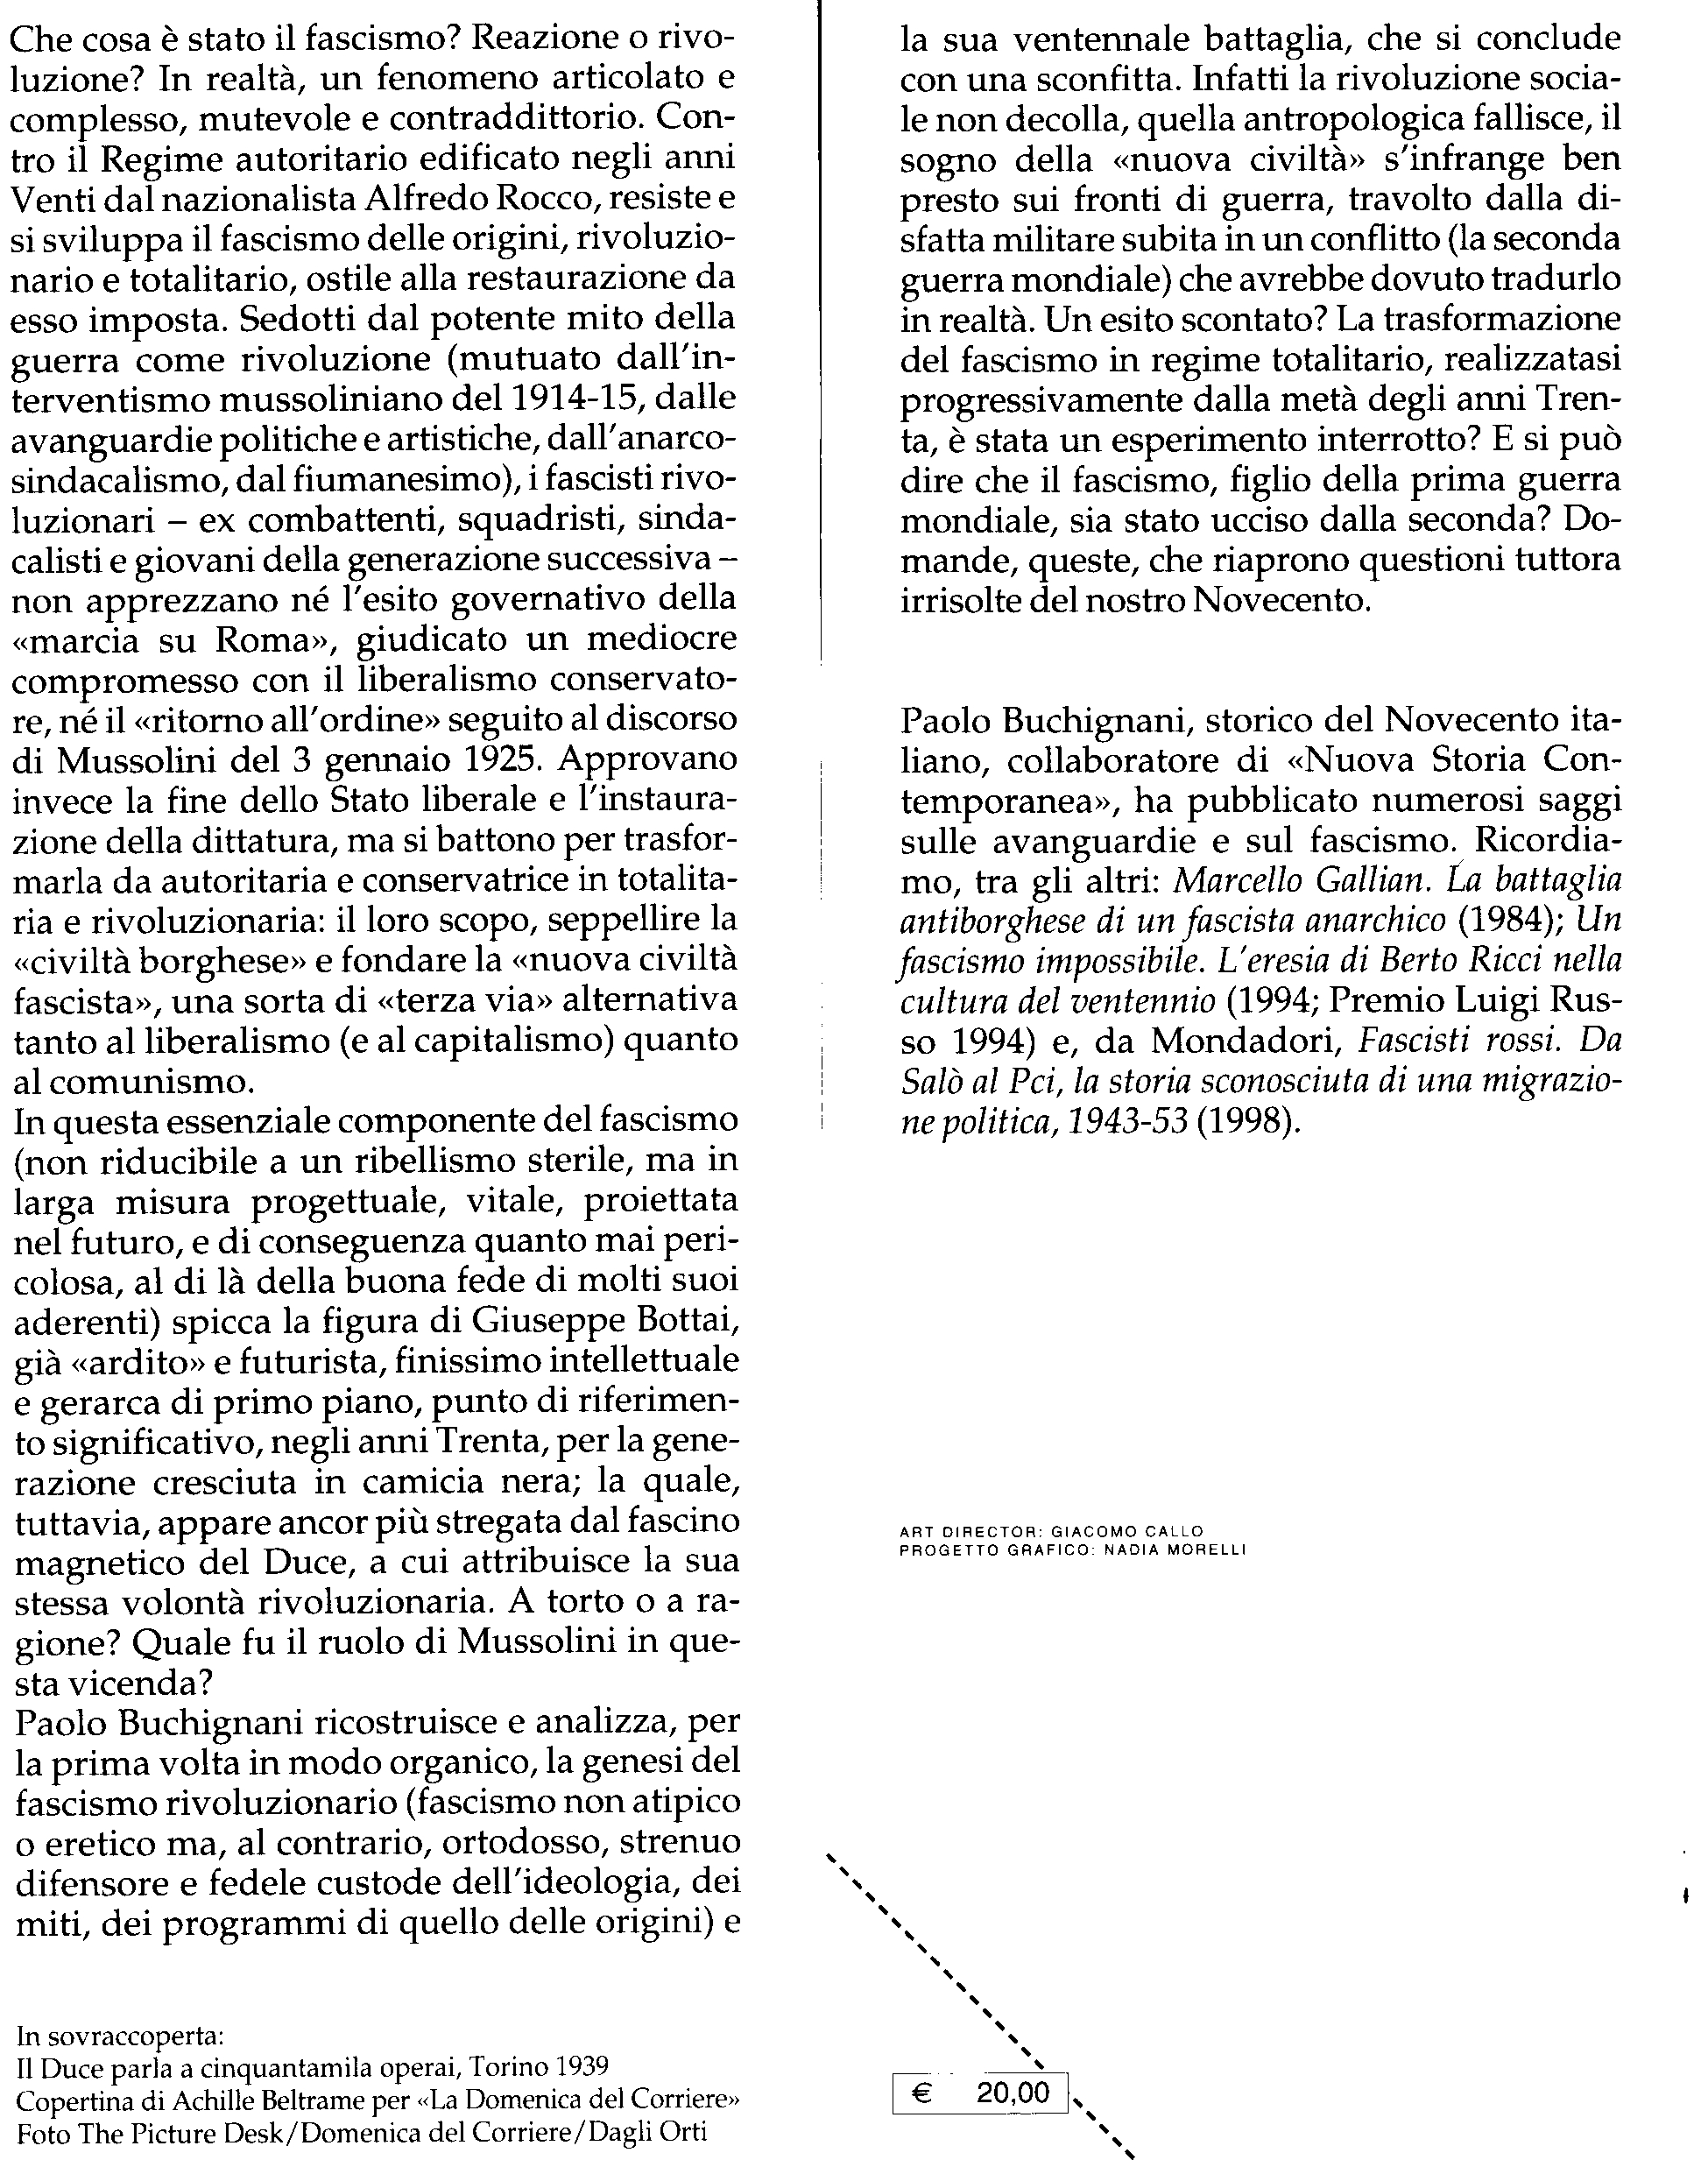 Che cosa è stato il fascismo? Reazione o rivo-
luzione? In realtà, un fenomeno articolato e
complesso, mutevole e contraddittorio. Con-
tro il Regime autoritario edificato negli anni
Venti dal nazionalista Alfredo Rocco, resiste e
si sviluppa il fascismo delle origini, rivoluzio-
nario e totalitario, ostile alla restaurazione da
esso imposta. Sedotti dal potente mito della
guerra come rivoluzione (mutuato dall'in-
terventismo mussoliniano del 1914-15, dalle
avanguardie politiche e artistiche, dall'anarco-
sindacalismo, dal fiumanesimo), i fascisti rivo-
luzionari – ex combattenti, squadristi, sinda-
calisti e giovani della generazione successiva –
non apprezzano né l'esito governativo della
«marcia su Roma», giudicato un mediocre
compromesso con il liberalismo conservato-
re, né il «ritorno all'ordine» seguito al discorso
di Mussolini del 3 gennaio 1925. Approvano
invece la fine dello Stato liberale e l'instaura-
zione della dittatura, ma si battono per trasfor-
marla da autoritaria e conservatrice in totalita-
ria e rivoluzionaria: il loro scopo, seppellire la
«civiltà borghese» e fondare la «nuova civiltà
fascista», una sorta di «terza via» alternativa
tanto al liberalismo (e al capitalismo) quanto
al comunismo.
In questa essenziale componente del fascismo
(non riducibile a un ribellismo sterile, ma in
larga misura progettuale, vitale, proiettata
nel futuro, e di conseguenza quanto mai peri-
colosa, al di là della buona fede di molti suoi
aderenti) spicca la figura di Giuseppe Bottai,
già «ardito» e futurista, finissimo intellettuale
e gerarca di primo piano, punto di riferimen-
to significativo, negli anni Trenta, per la gene-
razione cresciuta in camicia nera; la quale,
tuttavia, appare ancor più stregata dal fascino
magnetico del Duce, a cui attribuisce la sua
stessa volontà rivoluzionaria. A torto o a ra-
gione? Quale fu il ruolo di Mussolini in que-
sta vicenda?
Paolo Buchignani ricostruisce e analizza, per
la prima volta in modo organico, la genesi del
fascismo rivoluzionario (fascismo non atipico
o eretico ma, al contrario, ortodosso, strenuo
difensore e fedele custode dell'ideologia, dei
miti, dei programmi di quello delle origini) e
In sovraccoperta:
Il Duce parla a cinquantamila operai, Torino 1939
Copertina di Achille Beltrame per «La Domenica del Corriere»
Foto The Picture Desk/Domenica del Corriere/Dagli Orti
la sua ventennale battaglia, che si conclude
con una sconfitta. Infatti la rivoluzione socia-
le non decolla, quella antropologica fallisce, il
sogno della «nuova civiltà» s'infrange ben
presto sui fronti di guerra, travolto dalla di-
sfatta militare subita in un conflitto (la seconda
guerra mondiale) che avrebbe dovuto tradurlo
in realtà. Un esito scontato? La trasformazione
del fascismo in regime totalitario, realizzatasi
progressivamente dalla metà degli anni Tren-
ta, è stata un esperimento interrotto? E si può
dire che il fascismo, figlio della prima guerra
mondiale, sia stato ucciso dalla seconda? Do-
mande, queste, che riaprono questioni tuttora
irrisolte del nostro Novecento.
Paolo Buchignani, storico del Novecento ita-
liano, collaboratore di «Nuova Storia Con-
temporanea», ha pubblicato numerosi saggi
sulle avanguardie e sul fascismo. Ricordia-
mo, tra gli altri: Marcello Gallian. La battaglia
antiborghese di un fascista anarchico (1984); Un
fascismo impossibile. L'eresia di Berto Ricci nella
cultura del ventennio (1994; Premio Luigi Rus-
so 1994) e, da Mondadori, Fascisti rossi. Da
Salò al Pci, la storia sconosciuta di una migrazio-
ne politica, 1943-53 (1998).
ART DIRECTOR: GIACOMO CALLO
PROGETTO GRAFICO: NADIA MORELLI
€ 20,00